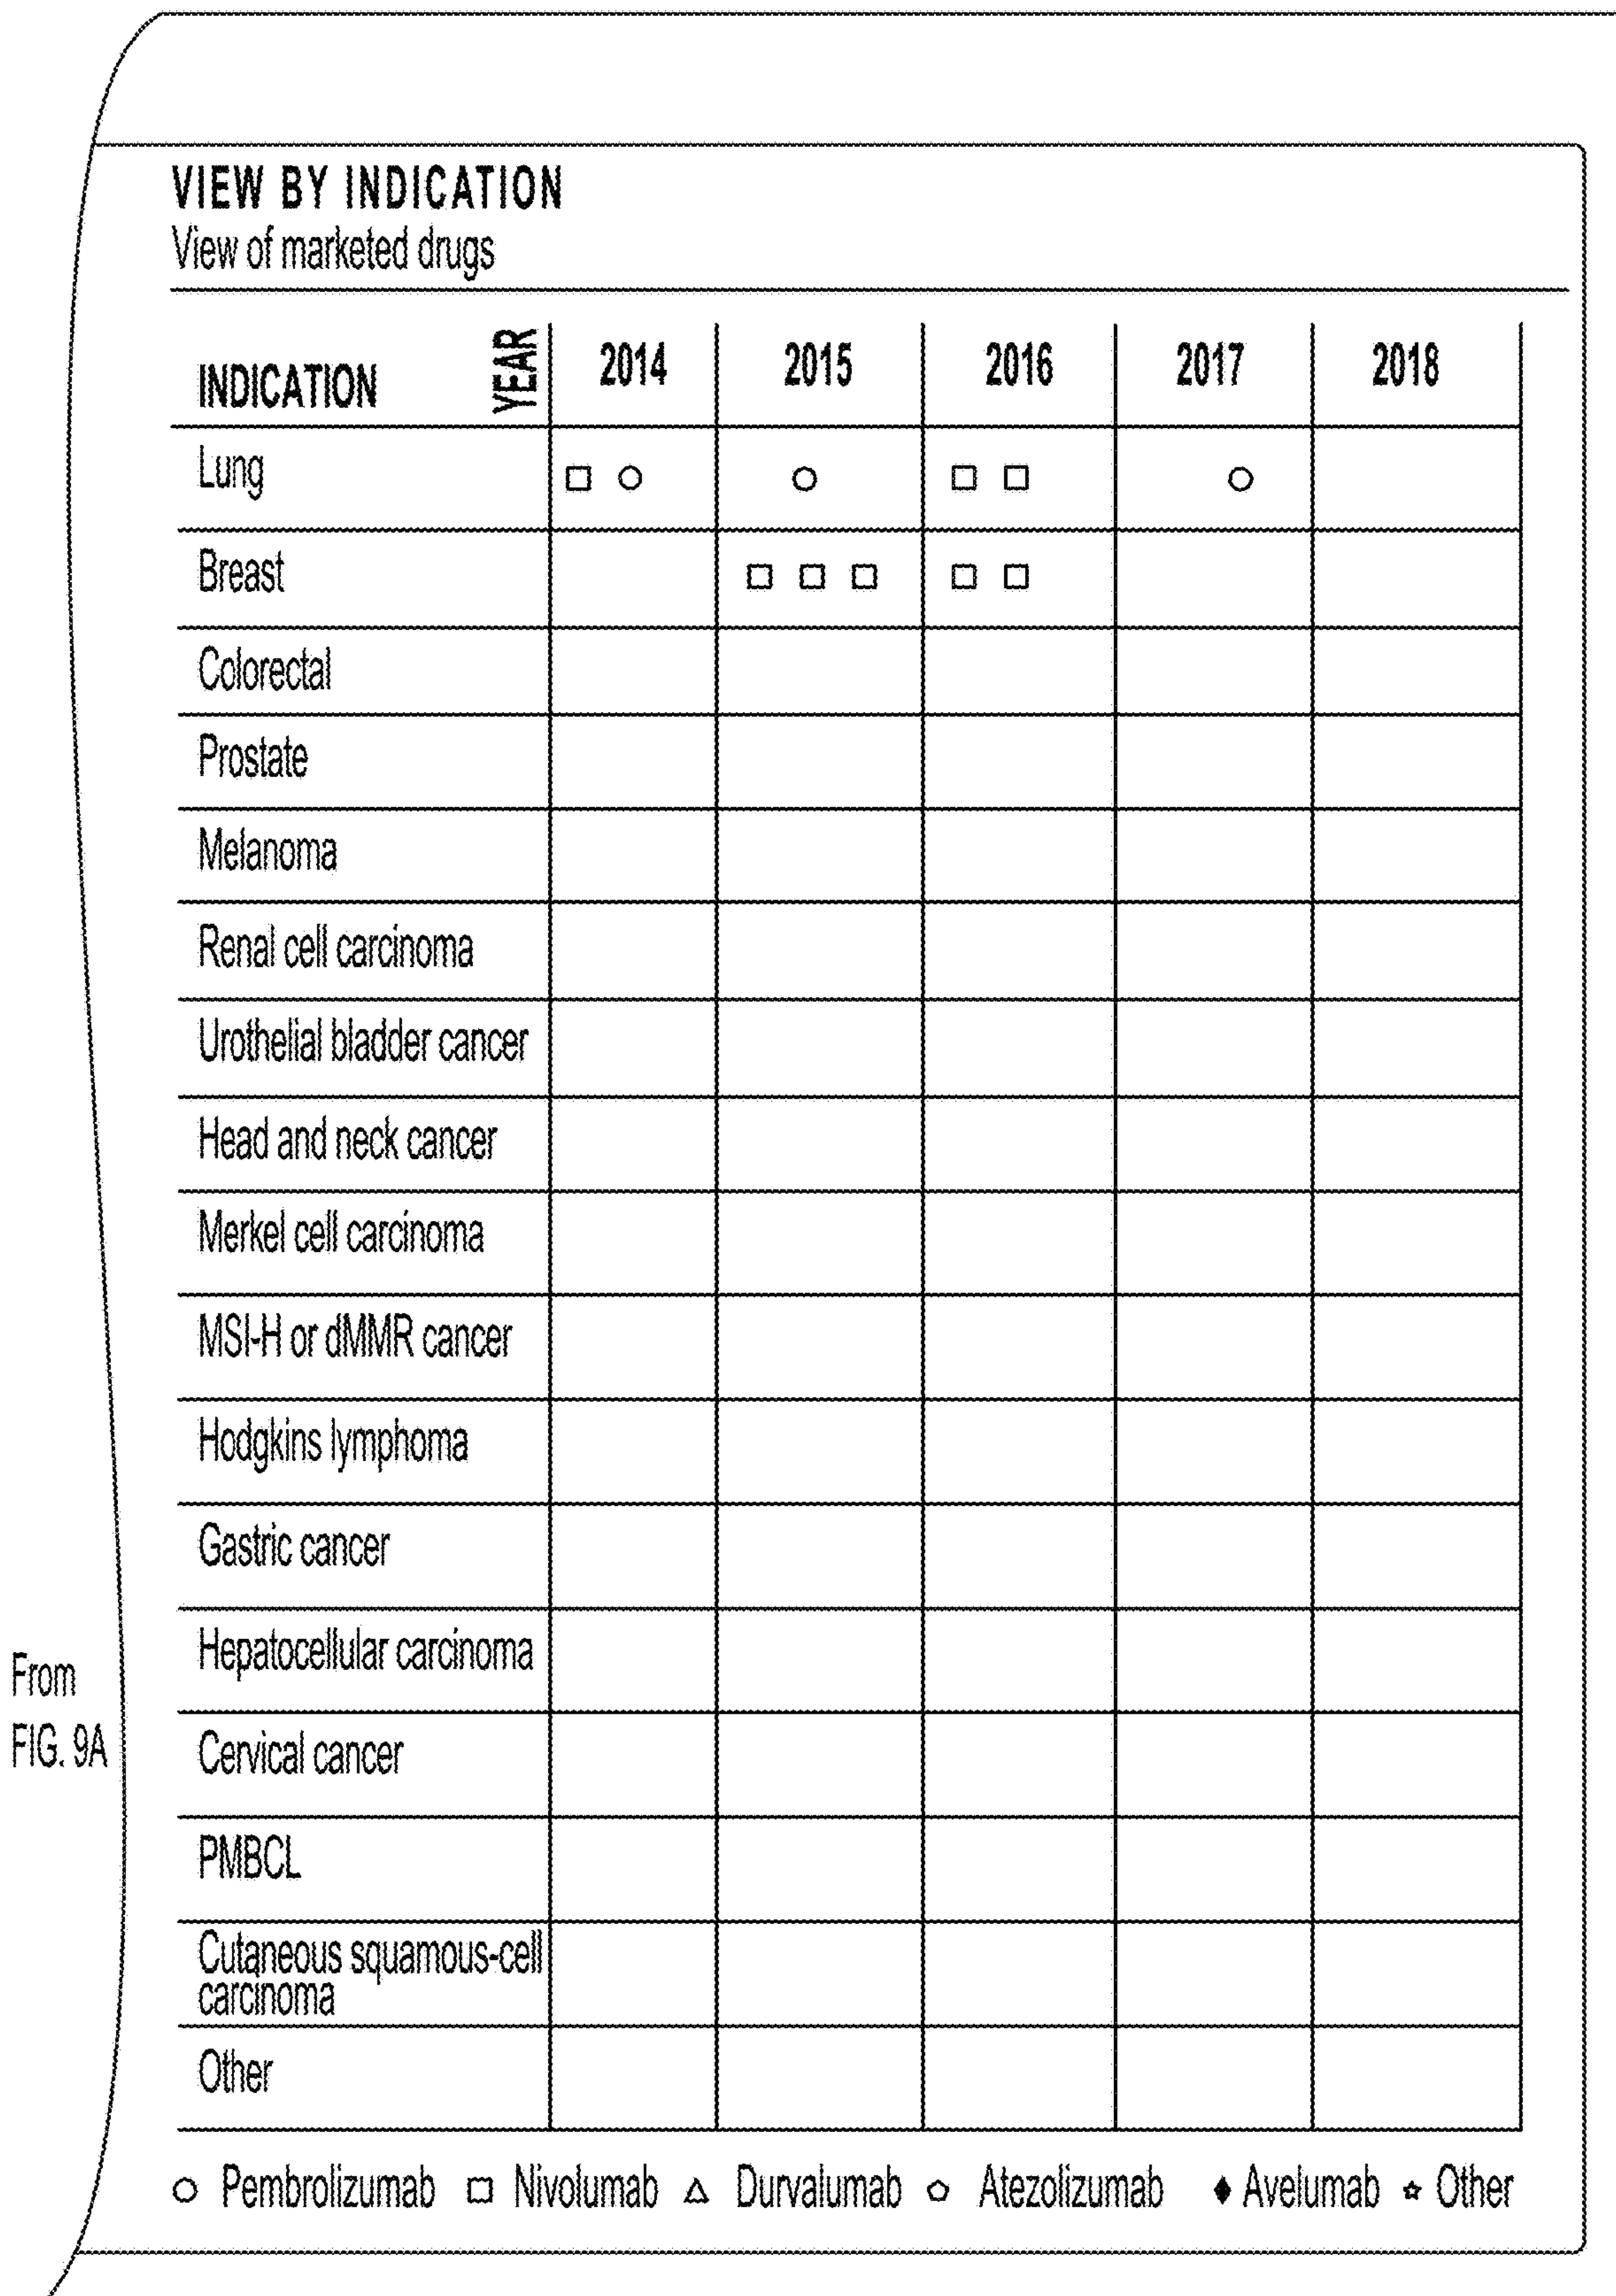 VIEW BY INDICATION
View of marketed drugs
INDICATION YEAR 2014 2015 2016 2017 2018
Lung
Breast
Colorectal
Prostate
Melanoma
Renal cell carcinoma
Urothelial bladder cancer
Head and neck cancer
Merkel cell carcinoma
MSI-H or dMMR cancer
Hodgkins lymphoma
Gastric cancer
Hepatocellular carcinoma
From
FIG. 9A
Cervical cancer
PMBCL
Cutaneous squamous-cell
carcinoma
Other
Pembrolizumab Nivolumab Durvalumab Atezolizumab Avelumab Other